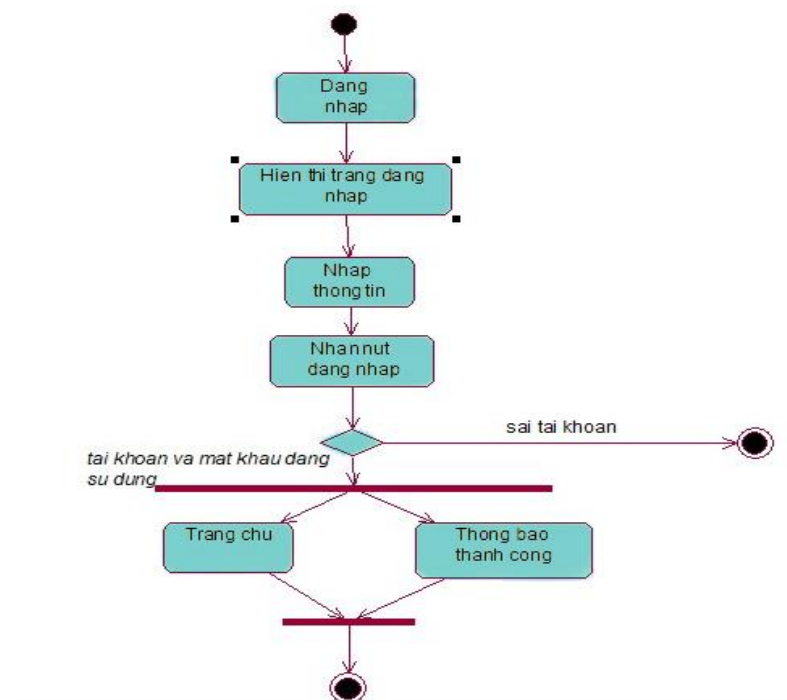 Dang
nhap
Hien thi trang dang
nhap
Nhap
thong tin
Nhan nut
dang nhap
sai tai khoan
tai khoan va mat khau dang
su dung
Trang chu
Thong bao
thanh cong